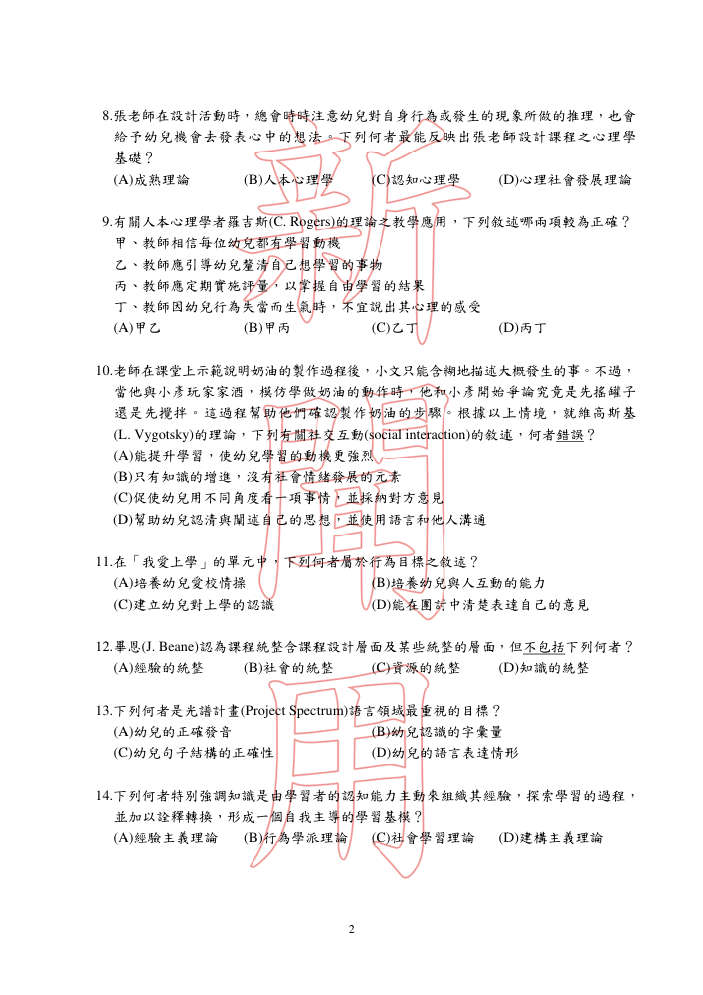 8.張老師在設計活動時，總會時時注意幼兒對自身行為或發生的現象所做的推理，也會
給予幼兒機會去發表心中的想法。下列何者最能反映出張老師設計課程之心理學
基礎？
(A)成熟理論 (B)人本心理學 (C)認知心理學 (D)心理社會發展理論
9.有關人本心理學者羅吉斯(C. Rogers)的理論之教學應用，下列敘述哪兩項較為正確？
甲、教師相信每位幼兒都有學習動機
乙、教師應引導幼兒釐清自己想學習的事物
丙、教師應定期實施評量，以掌握自由學習的結果
丁、教師因幼兒行為失當而生氣時，不宜說出其心理的感受
(A)甲乙 (B)甲丙 (C)乙丁 (D)丙丁
10.老師在課堂上示範說明奶油的製作過程後，小文只能含糊地描述大概發生的事。不過，
當他與小彥玩家家酒，模仿學做奶油的動作時，他和小彥開始爭論究竟是先搖罐子
還是先攪拌。這過程幫助他們確認製作奶油的步驟。根據以上情境，就維高斯基
(L. Vygotsky)的理論，下列有關社交互動(social interaction)的敘述，何者錯誤？
(A)能提升學習，使幼兒學習的動機更強烈
(B)只有知識的增進，沒有社會情緒發展的元素
(C)促使幼兒用不同角度看一項事情，並採納對方意見
(D)幫助幼兒認清與闡述自己的思想，並使用語言和他人溝通
11.在「我愛上學」的單元中，下列何者屬於行為目標之敘述？
(A)培養幼兒愛校情操 (B)培養幼兒與人互動的能力
(C)建立幼兒對上學的認識 (D)能在團討中清楚表達自己的意見
12.畢恩(J. Beane)認為課程統整含課程設計層面及某些統整的層面，但不包括下列何者？
(A)經驗的統整 (B)社會的統整 (C)資源的統整 (D)知識的統整
13.下列何者是光譜計畫(Project Spectrum)語言領域最重視的目標？
(A)幼兒的正確發音 (B)幼兒認識的字彙量
(C)幼兒句子結構的正確性 (D)幼兒的語言表達情形
14.下列何者特別強調知識是由學習者的認知能力主動來組織其經驗，探索學習的過程，
並加以詮釋轉換，形成一個自我主導的學習基模？
(A)經驗主義理論 (B)行為學派理論 (C)社會學習理論 (D)建構主義理論
2
新聞用